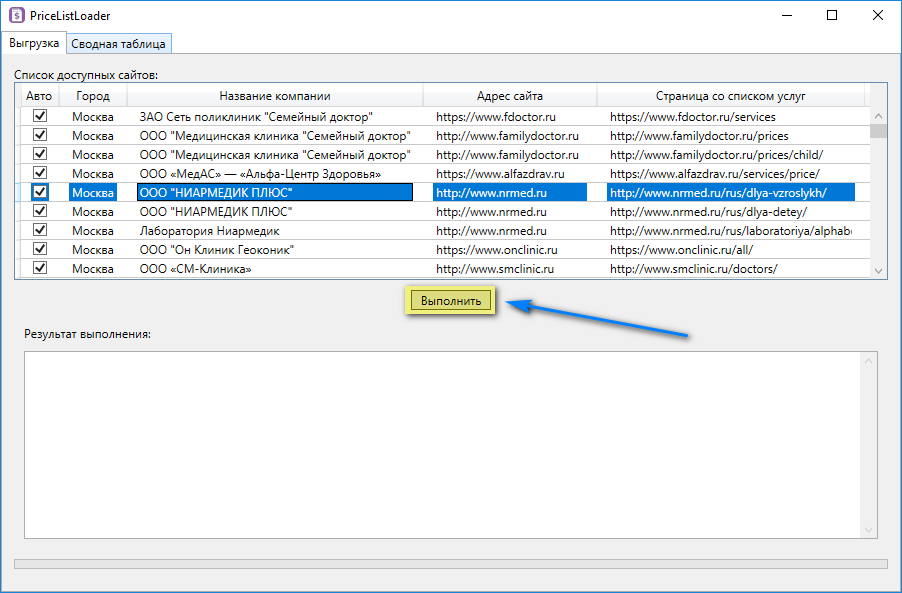 PriceListLoader
Выгрузка Сводная таблица
Список доступных сайтов:
Авто Город Название компании Адрес сайта Страница со списком услуг
Москва ЗАО Сеть поликлиник "Семейный доктор" https://www.fdoctor.ru https://www.fdoctor.ru/services
Москва ООО "Медицинская клиника "Семейный доктор" http://www.familydoctor.ru http://www.familydoctor.ru/prices
Москва ООО "Медицинская клиника "Семейный доктор" http://www.familydoctor.ru http://www.familydoctor.ru/prices/child/
Москва ООО «МедАС» — «Альфа-Центр Здоровья» https://www.alfazdrav.ru https://www.alfazdrav.ru/services/price/
Москва ООО "НИАРМЕДИК ПЛЮС" http://www.nrmed.ru http://www.nrmed.ru/rus/dlya-vzroslykh/
Москва ООО "НИАРМЕДИК ПЛЮС" http://www.nrmed.ru http://www.nrmed.ru/rus/dlya-detey/
Москва Лаборатория Ниармедик http://www.nrmed.ru http://www.nrmed.ru/rus/laboratoriya/alphabe
Москва ООО "Он Клиник Геоконик" https://www.onclinic.ru https://www.onclinic.ru/all/
Москва ООО «СМ-Клиника» http://www.smclinic.ru http://www.smclinic.ru/doctors/
Выполнить
Результат выполнения: